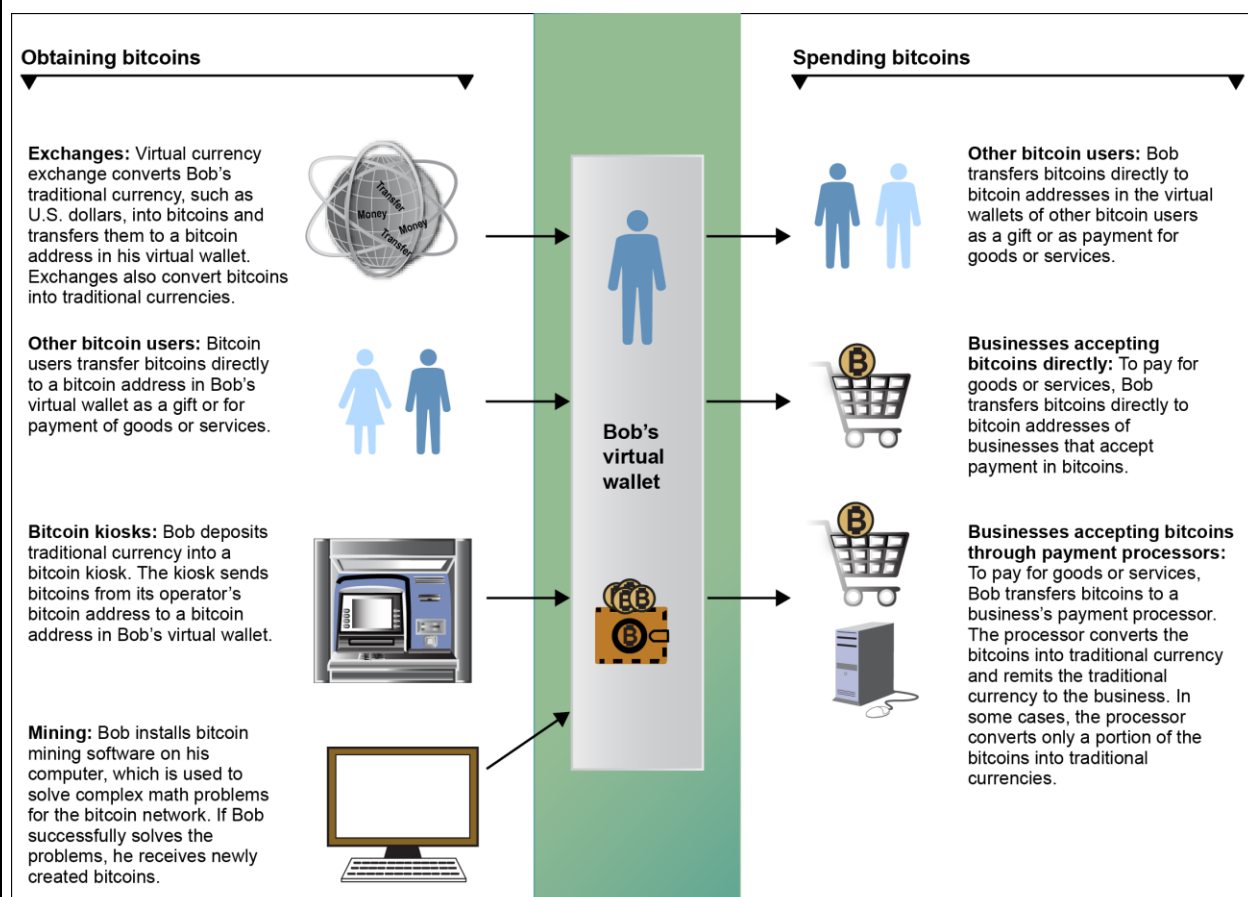 Obtaining bitcoins
Exchanges: Virtual currency
exchange converts Bob's
traditional currency, such as
U.S. dollars, into bitcoins and
transfers them to a bitcoin
address in his virtual wallet.
Exchanges also convert bitcoins
into traditional currencies.
Transfer
Money
Money
Transfer
Other bitcoin users: Bitcoin
users transfer bitcoins directly
to a bitcoin address in Bob's
virtual wallet as a gift or for
payment of goods or services.
Bitcoin kiosks: Bob deposits
traditional currency into a
bitcoin kiosk. The kiosk sends
bitcoins from its operator's
bitcoin address to a bitcoin
address in Bob's virtual wallet.
Mining: Bob installs bitcoin
mining software on his
computer, which is used to
solve complex math problems
for the bitcoin network. If Bob
successfully solves the
problems, he receives newly
created bitcoins.
Bob's
virtual
wallet
Spending bitcoins
Other bitcoin users: Bob
transfers bitcoins directly to
bitcoin addresses in the virtual
wallets of other bitcoin users
as a gift or as payment for
goods or services.
Businesses accepting
bitcoins directly: To pay for
goods or services, Bob
transfers bitcoins directly to
bitcoin addresses of
businesses that accept
payment in bitcoins.
Businesses accepting bitcoins
through payment processors:
To pay for goods or services,
Bob transfers bitcoins to a
business's payment processor.
The processor converts the
bitcoins into traditional currency
and remits the traditional
currency to the business. In
some cases, the processor
converts only a portion of the
bitcoins into traditional
currencies.